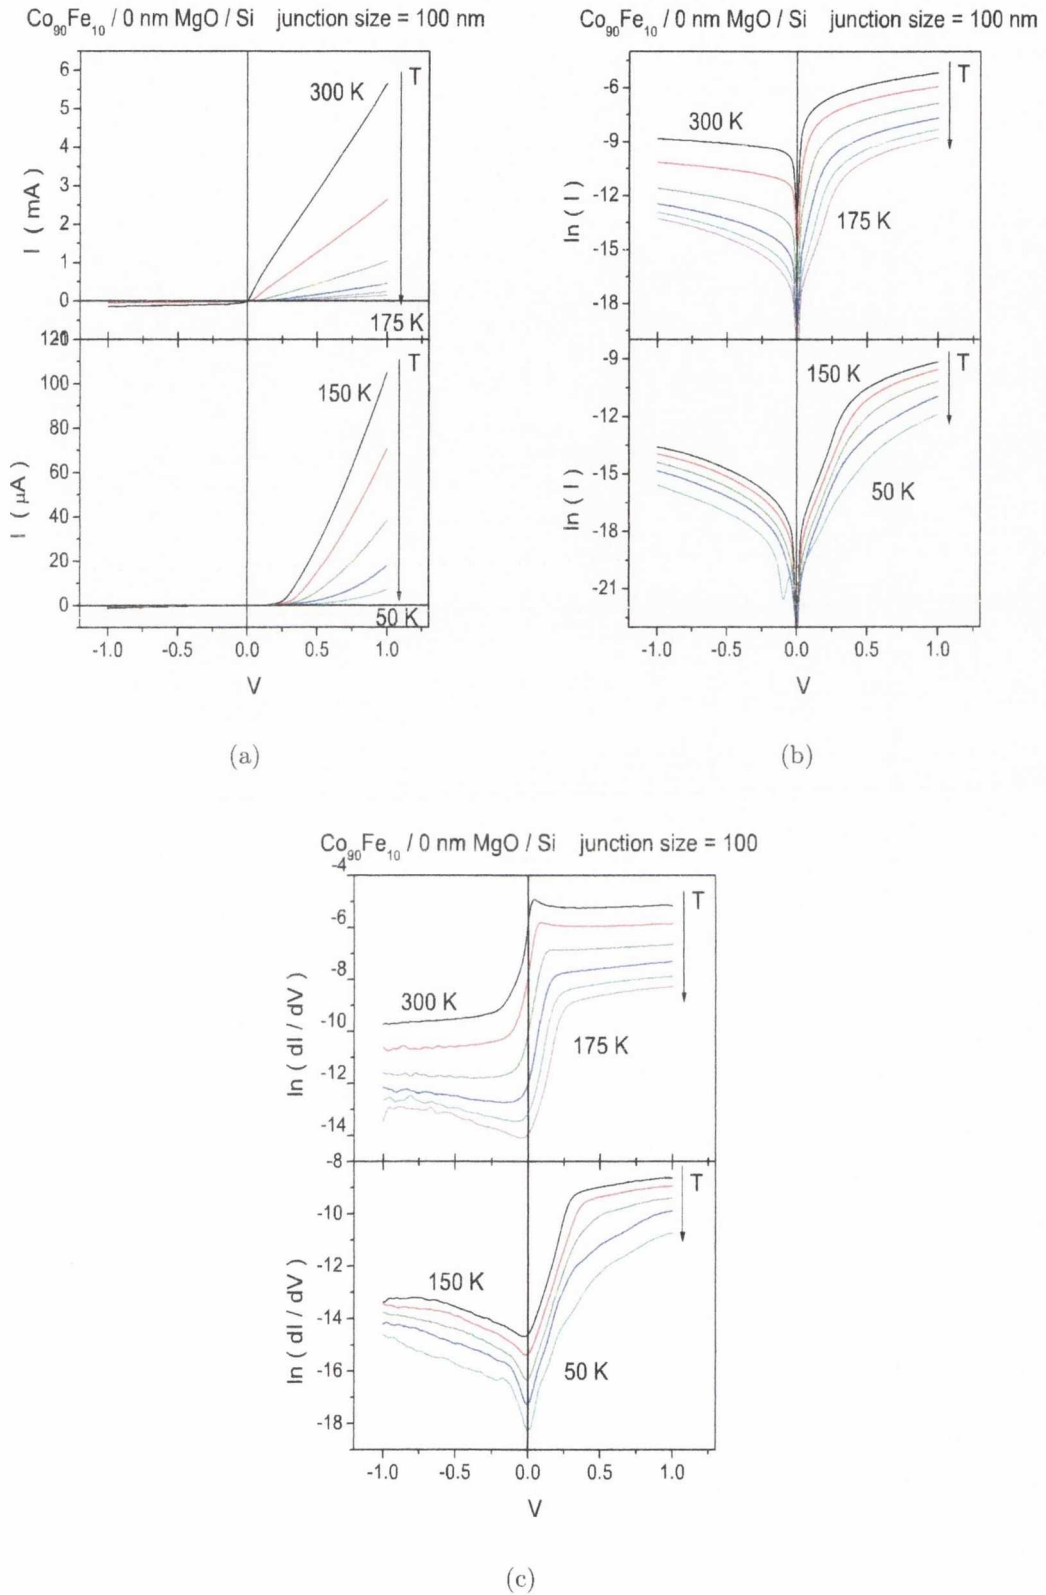 Co90Fe10 / 0 nm MgO / Si junction size = 100 nm
6
5
4
3
2
1
0
I ( mA )
300 K
T
175 K
120
100
80
60
40
20
0
I ( μA )
150 K
T
50 K
-1.0 -0.5 0.0 0.5 1.0
V
(a)
Co90Fe10 / 0 nm MgO / Si junction size = 100 nm
-6
-9
-12
-15
-18
ln ( I )
300 K
T
175 K
-9
-12
-15
-18
-21
ln ( I )
150 K
T
50 K
-1.0 -0.5 0.0 0.5 1.0
V
(b)
Co90Fe10 / 0 nm MgO / Si junction size = 100
-4
-6
-8
-10
-12
-14
ln ( dI / dV )
300 K
T
175 K
-8
-10
-12
-14
-16
-18
ln ( dI / dV )
150 K
T
50 K
-1.0 -0.5 0.0 0.5 1.0
V
(c)